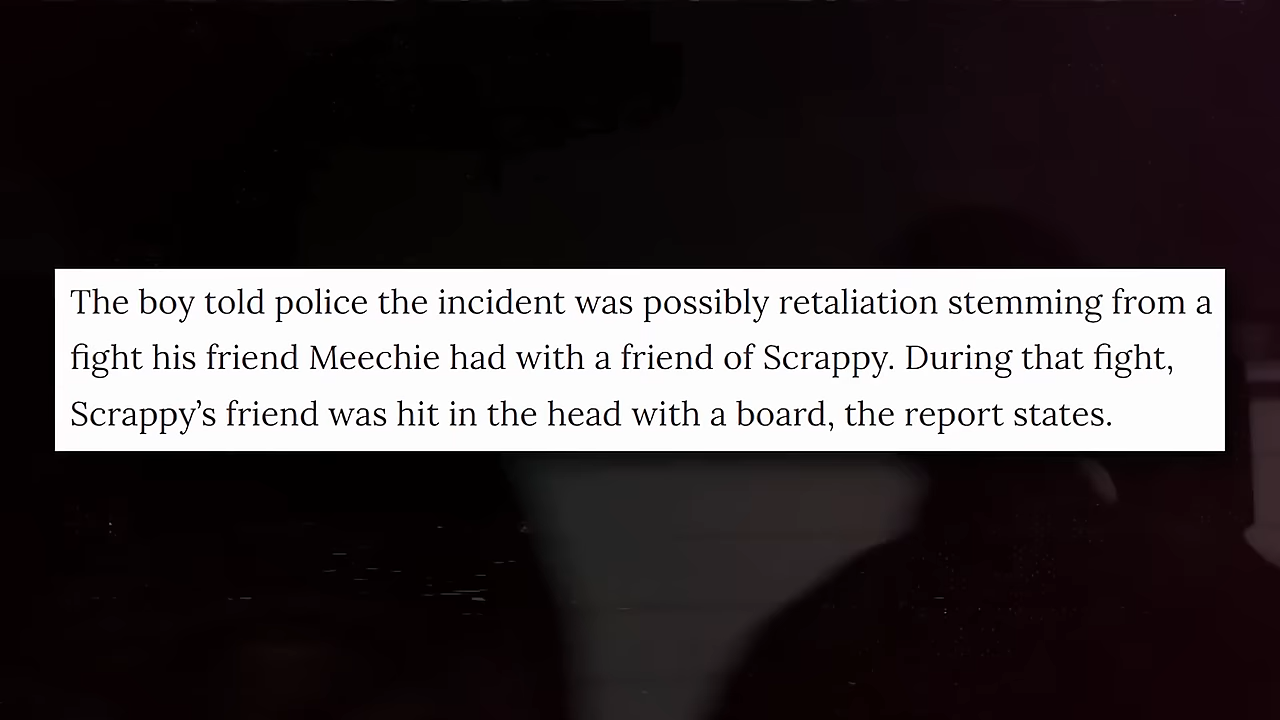 The boy told police the incident was possibly retaliation stemming from a
fight his friend Meechie had with a friend of Scrappy. During that fight,
Scrappy’s friend was hit in the head with a board, the report states.